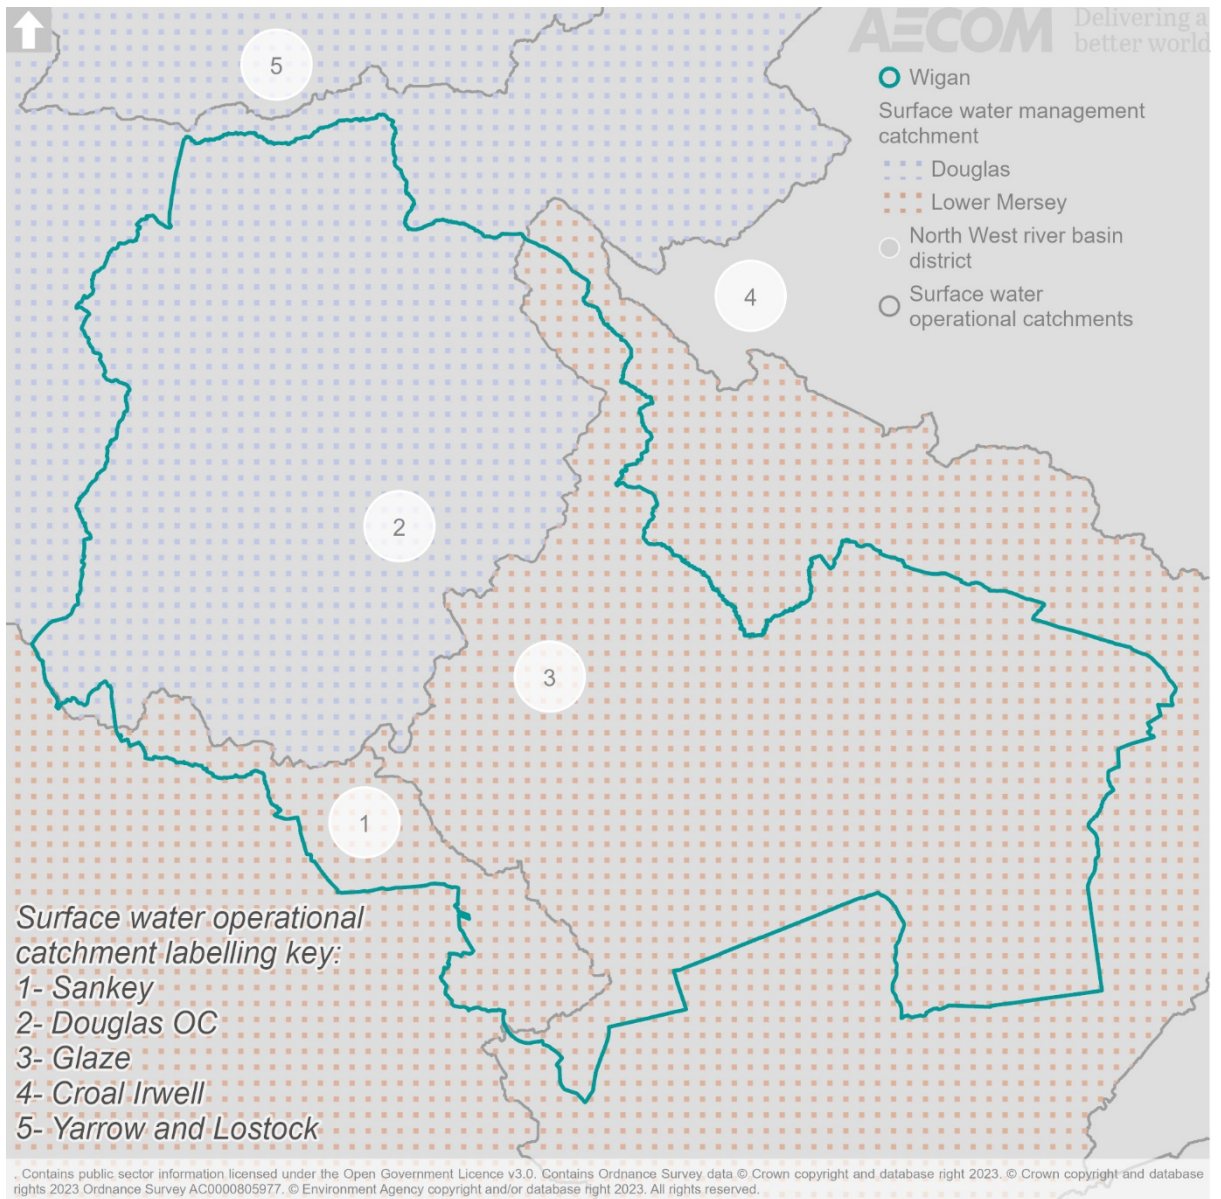 AECOM
Delivering a
better world
Wigan
Surface water management
catchment
Douglas
Lower Mersey
North West river basin
district
Surface water
operational catchments
5
4
2
3
1
Surface water operational
catchment labelling key:
1- Sankey
2- Douglas OC
3- Glaze
4- Croal Irwell
5- Yarrow and Lostock
. Contains public sector information licensed under the Open Government Licence v3.0. Contains Ordnance Survey data © Crown copyright and database right 2023. © Crown copyright and database
rights 2023 Ordnance Survey AC0000805977. © Environment Agency copyright and/or database right 2023. All rights reserved.